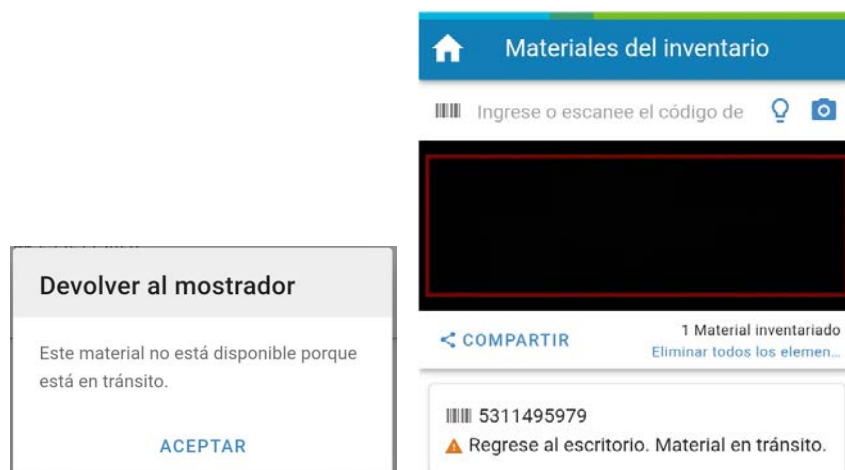 Devolver al mostrador
Este material no está disponible porque
está en tránsito.
ACEPTAR
Materiales del inventario
Ingrese o escanee el código de
COMPARTIR
1 Material inventariado
Eliminar todos los elemen...
5311495979
Regrese al escritorio. Material en tránsito.